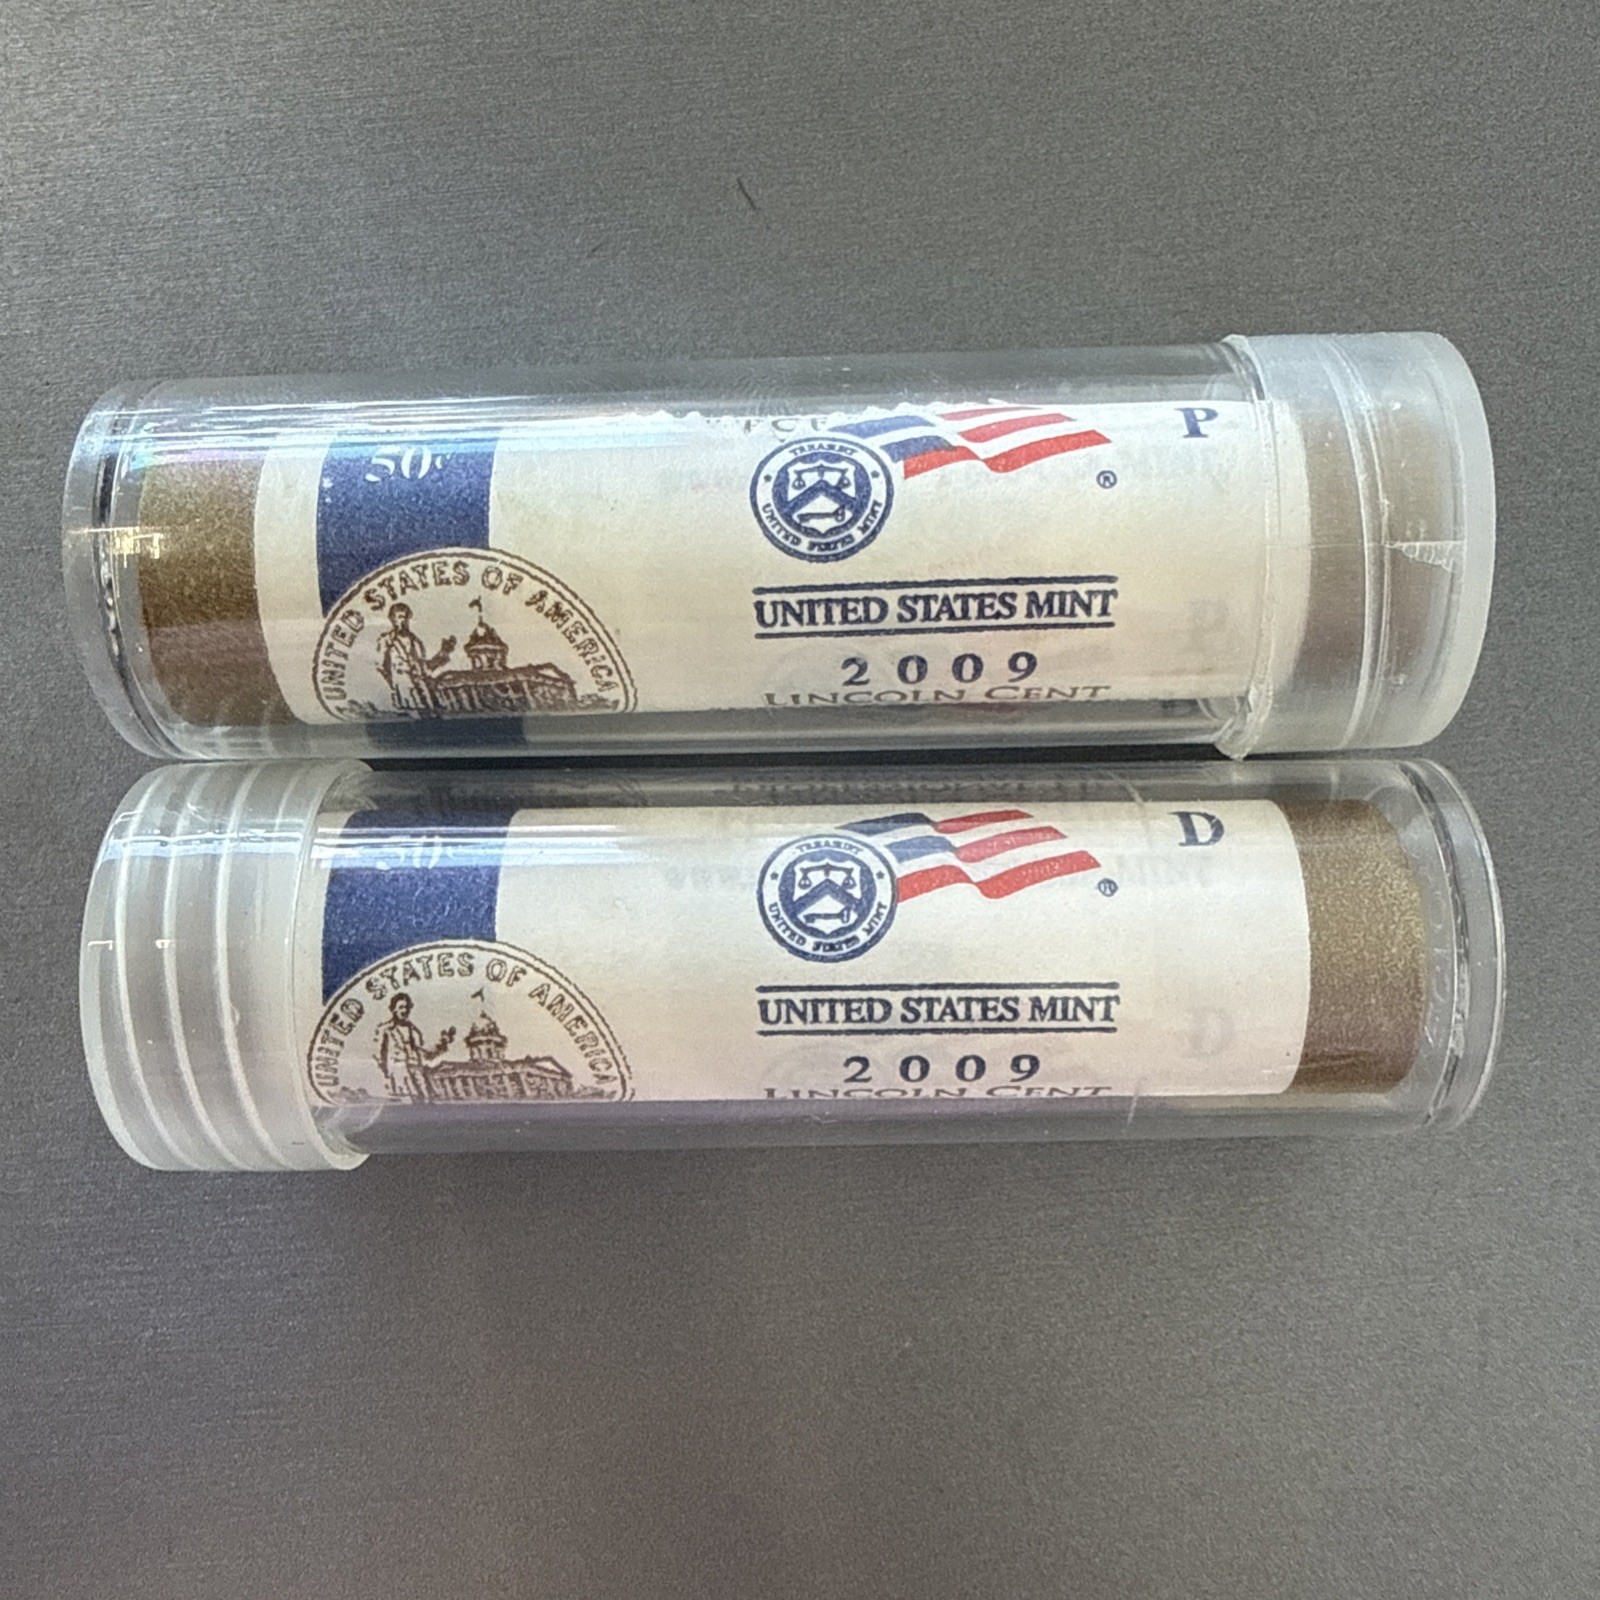 P
50¢
TREASURY
UNITED STATES MINT
®
UNITED STATES OF AMERICA
UNITED STATES MINT
2009
LINCOLN CENT
D
50¢
TREASURY
UNITED STATES MINT
®
UNITED STATES OF AMERICA
UNITED STATES MINT
2009
LINCOLN CENT